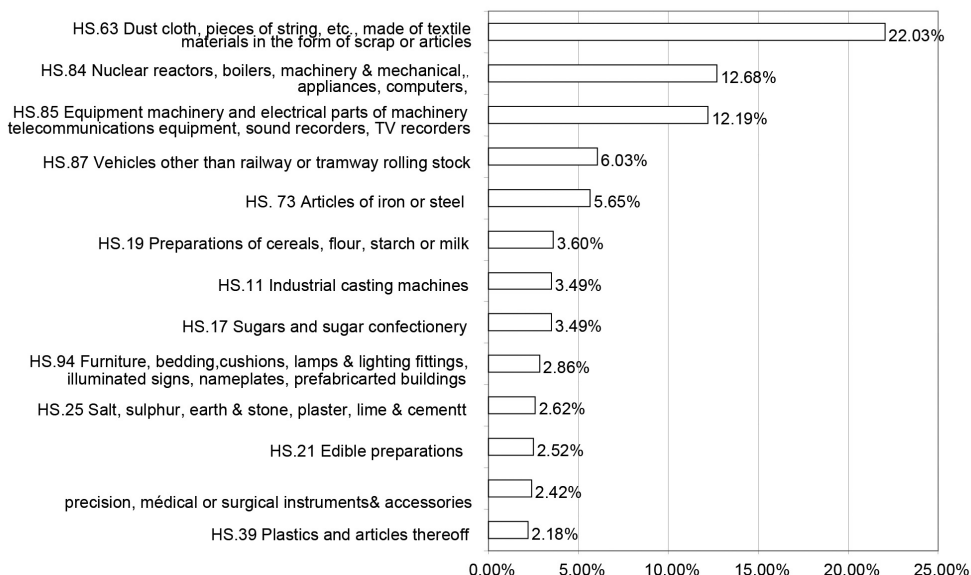 HS.63 Dust cloth, pieces of string, etc., made of textile
materials in the form of scrap or articles
22.03%
HS.84 Nuclear reactors, boilers, machinery & mechanical,.
appliances, computers,
12.68%
HS.85 Equipment machinery and electrical parts of machinery
telecommunications equipment, sound recorders, TV recorders
12.19%
HS.87 Vehicles other than railway or tramway rolling stock
6.03%
HS. 73 Articles of iron or steel
5.65%
HS.19 Preparations of cereals, flour, starch or milk
3.60%
HS.11 Industrial casting machines
3.49%
HS.17 Sugars and sugar confectionery
3.49%
HS.94 Furniture, bedding,cushions, lamps & lighting fittings,
illuminated signs, nameplates, prefabricarted buildings
2.86%
HS.25 Salt, sulphur, earth & stone, plaster, lime & cementt
2.62%
HS.21 Edible preparations
2.52%
precision, médical or surgical instruments& accessories
2.42%
HS.39 Plastics and articles thereoff
2.18%
0.00% 5.00% 10.00% 15.00% 20.00% 25.00%